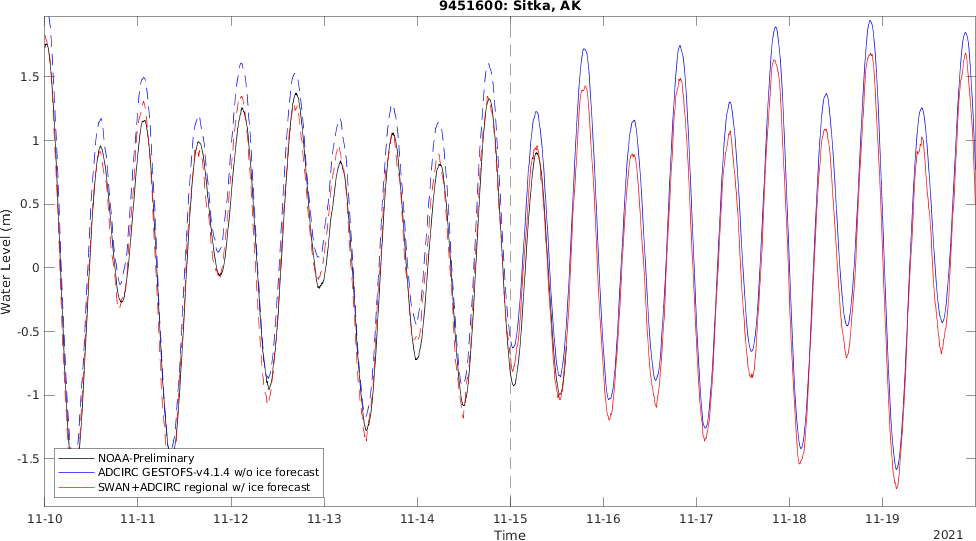 9451600: Sitka, AK
Water Level (m)
1.5
1
0.5
0
-0.5
-1
-1.5
NOAA-Preliminary
ADCIRC GESTOFS-v4.1.4 w/o ice forecast
SWAN+ADCIRC regional w/ ice forecast
11-10 11-11 11-12 11-13 11-14 11-15 11-16 11-17 11-18 11-19
Time
2021